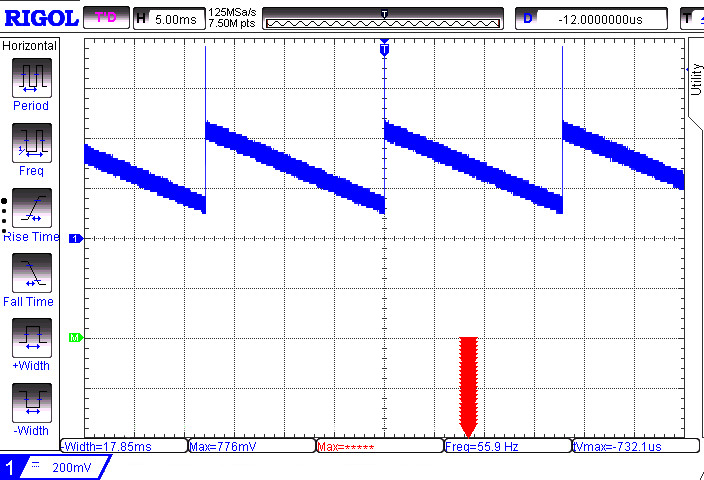 RIGOL T'D H 5.00ms 125MSa/s D -12.0000000us T
7.50M pts
T
Horizontal
Utility
Period
T
Freq
Rise Time
1
Fall Time
M
+Width
-Width
-Width=17.85ms Max=776mV Max=***** Freq=55.9 Hz tVmax=-732.1us
1 200mV